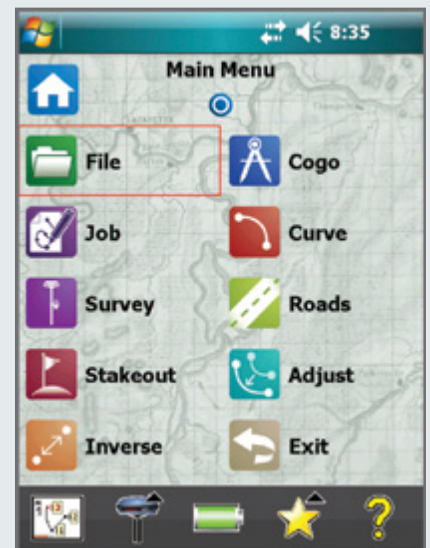 8:35
Main Menu
File
Cogo
Job
Curve
Survey
Roads
Stakeout
Adjust
Inverse
Exit
?